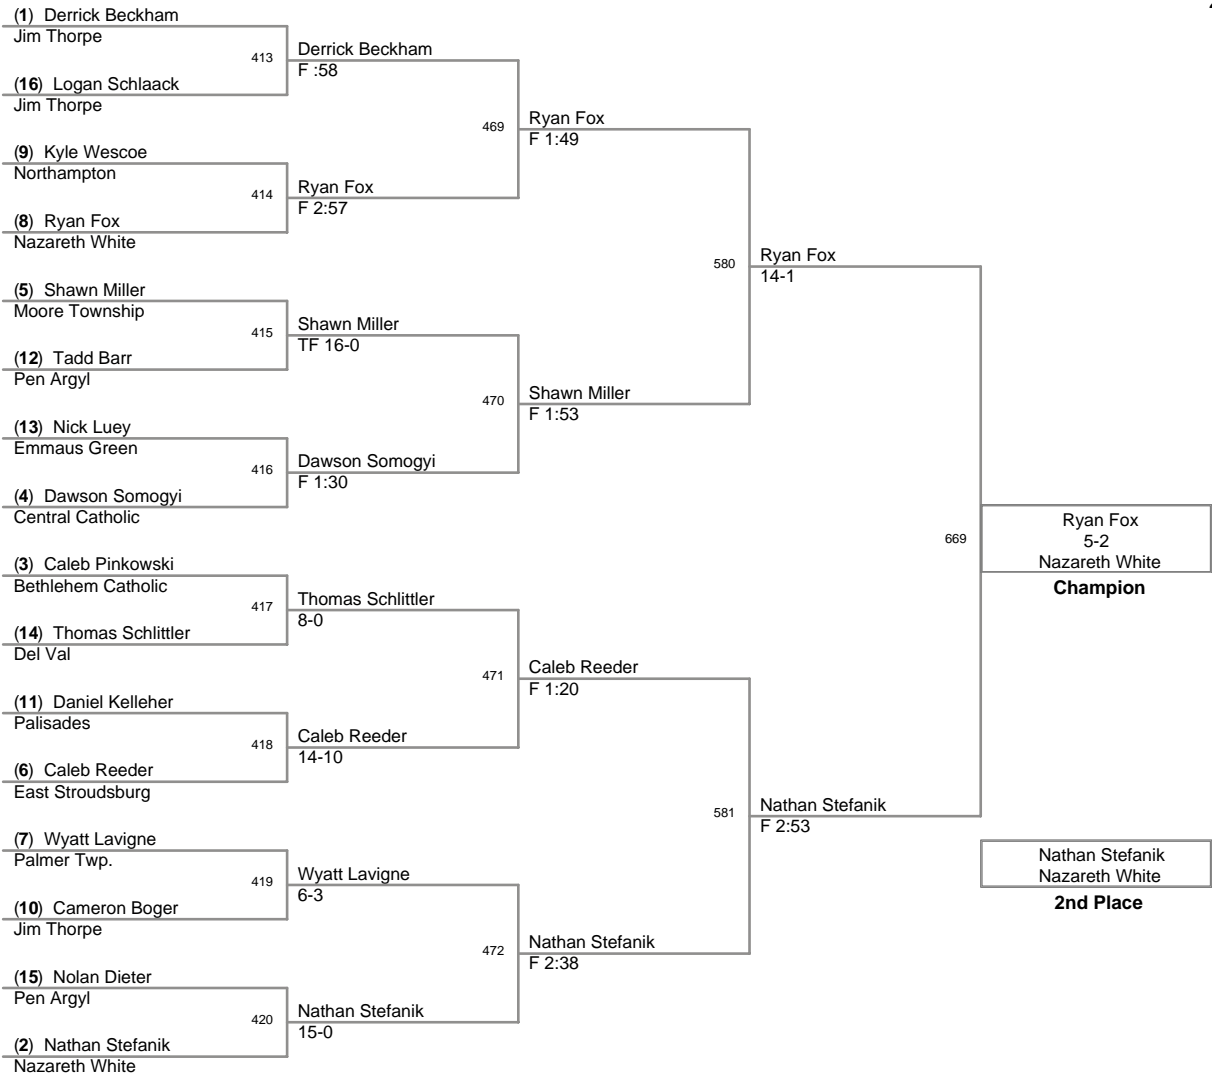 (1) Derrick Beckham
Jim Thorpe
413
Derrick Beckham
F :58
(16) Logan Schlaack
Jim Thorpe
469
Ryan Fox
F 1:49
(9) Kyle Wescoe
Northampton
414
Ryan Fox
F 2:57
(8) Ryan Fox
Nazareth White
580
Ryan Fox
14-1
(5) Shawn Miller
Moore Township
415
Shawn Miller
TF 16-0
(12) Tadd Barr
Pen Argyl
470
Shawn Miller
F 1:53
(13) Nick Luey
Emmaus Green
416
Dawson Somogyi
F 1:30
(4) Dawson Somogyi
Central Catholic
669
Ryan Fox
5-2
Nazareth White
Champion
(3) Caleb Pinkowski
Bethlehem Catholic
417
Thomas Schlittler
8-0
(14) Thomas Schlittler
Del Val
471
Caleb Reeder
F 1:20
(11) Daniel Kelleher
Palisades
418
Caleb Reeder
14-10
(6) Caleb Reeder
East Stroudsburg
581
Nathan Stefanik
F 2:53
(7) Wyatt Lavigne
Palmer Twp.
419
Wyatt Lavigne
6-3
(10) Cameron Boger
Jim Thorpe
472
Nathan Stefanik
F 2:38
(15) Nolan Dieter
Pen Argyl
420
Nathan Stefanik
15-0
(2) Nathan Stefanik
Nazareth White
Nathan Stefanik
Nazareth White
2nd Place